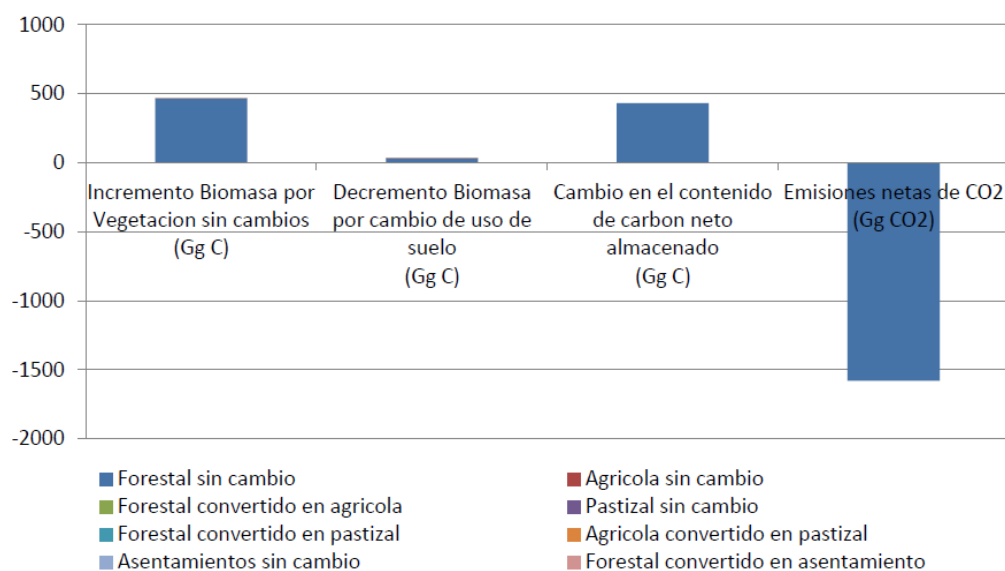 1000
500
0
-500
-1000
-1500
-2000
Incremento Biomasa por
Vegetacion sin cambios
(Gg C)
Decremento Biomasa
por cambio de uso de
suelo
(Gg C)
Cambio en el contenido
de carbon neto
almacenado
(Gg C)
Emisiones netas de CO2
(Gg CO2)
Forestal sin cambio
Agricola sin cambio
Forestal convertido en agricola
Pastizal sin cambio
Forestal convertido en pastizal
Agricola convertido en pastizal
Asentamientos sin cambio
Forestal convertido en asentamiento